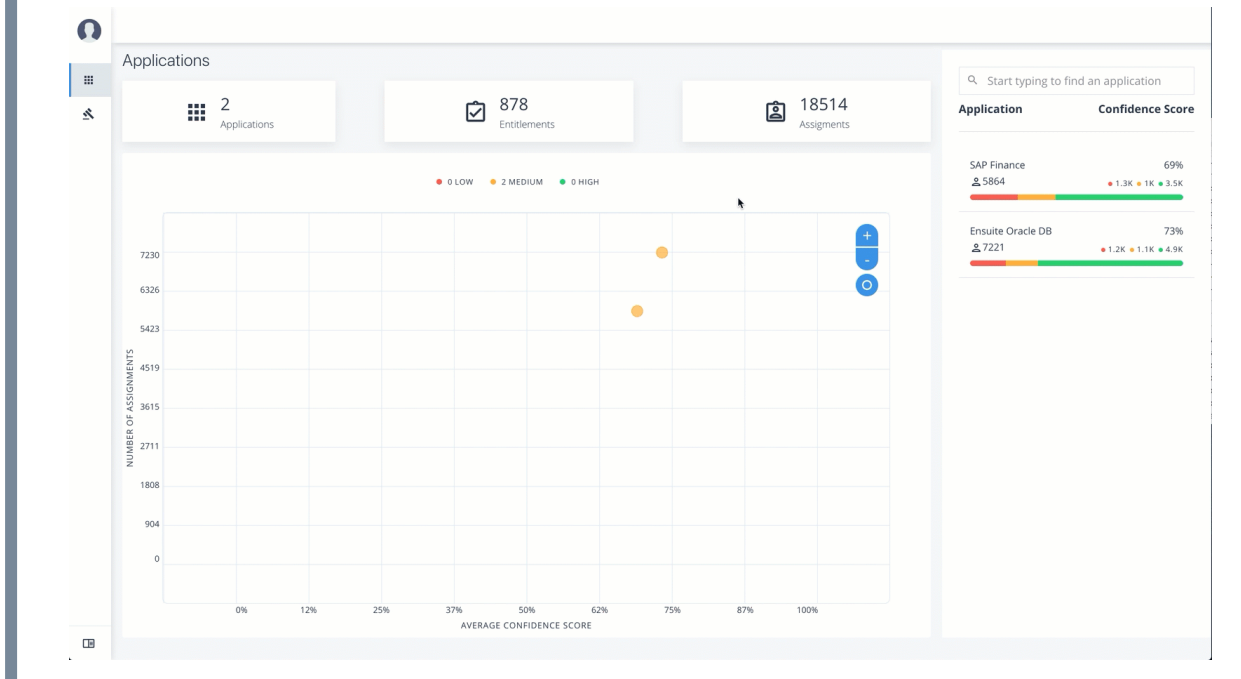 Applications
2
Applications
878
Entitlements
18514
Assigments
0 LOW 2 MEDIUM 0 HIGH
+
-
7230
6326
5423
4519
3615
2711
1808
904
0
NUMBER OF ASSIGNMENTS
0% 12% 25% 37% 50% 62% 75% 87% 100%
AVERAGE CONFIDENCE SCORE
Start typing to find an application
Application Confidence Score
SAP Finance 69%
5864 1.3K 1K 3.5K
Ensuite Oracle DB 73%
7221 1.2K 1.1K 4.9K